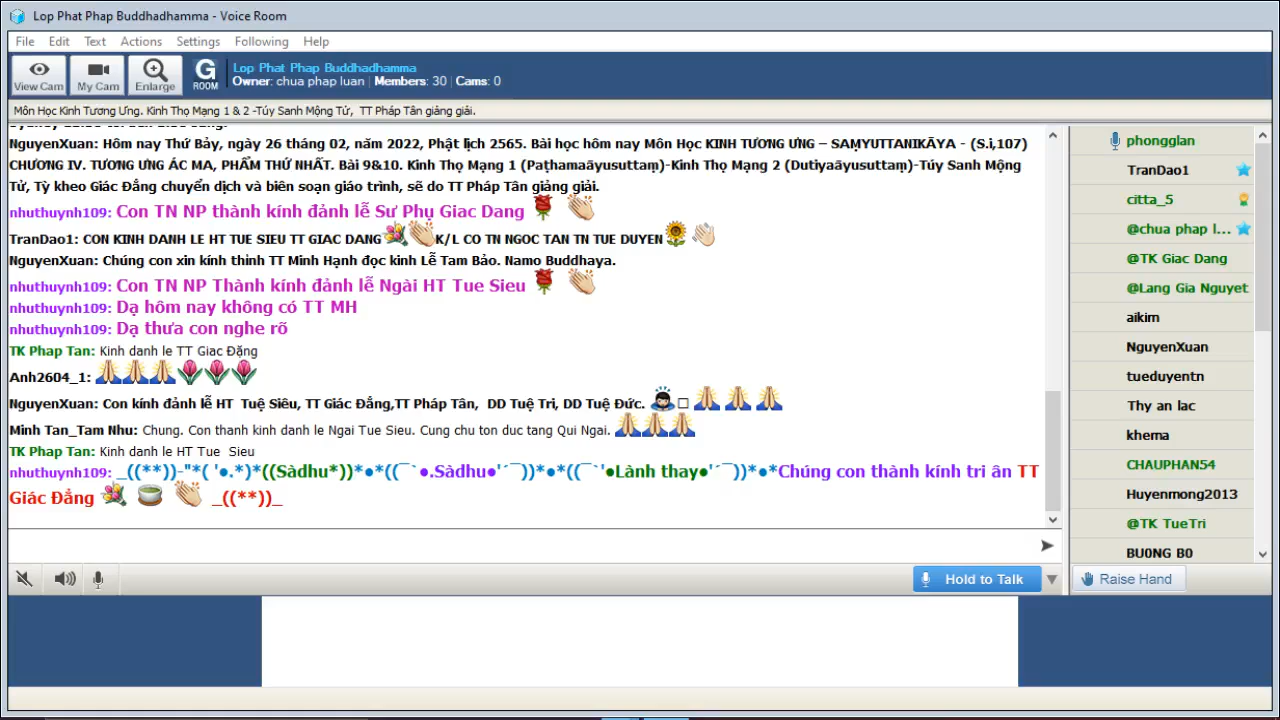 Lop Phat Phap Buddhadhamma - Voice Room
File Edit Text Actions Settings Following Help
View Cam My Cam Enlarge G ROOM
Lop Phat Phap Buddhadhamma
Owner: chua phap luan | Members: 30 | Cams: 0
Môn Học Kinh Tương Ưng. Kinh Thọ Mạng 1 & 2 -Túy Sanh Mộng Tử, TT Pháp Tân giảng giải.
NguyenXuan: Hôm nay Thứ Bảy, ngày 26 tháng 02, năm 2022, Phật lịch 2565. Bài học hôm nay Môn Học KINH TƯƠNG ƯNG – SAṂYUTTANIKĀYA - (S.i,107)
CHƯƠNG IV. TƯƠNG ƯNG ÁC MA, PHẨM THỨ NHẤT. Bài 9&10. Kinh Thọ Mạng 1 (Paṭhamaāyusuttaṃ)-Kinh Thọ Mạng 2 (Dutiyaāyusuttaṃ)-Túy Sanh Mộng
Tử, Tỳ kheo Giác Đẳng chuyển dịch và biên soạn giáo trình, sẽ do TT Pháp Tân giảng giải.
nhuthuynh109: Con TN NP thành kính đảnh lễ Sư Phụ Giac Dang 🌹 👏
TranDao1: CON KINH DANH LE HT TUE SIEU TT GIAC DANG💐👏K/L CO TN NGOC TAN TN TUE DUYEN🌻👏
NguyenXuan: Chúng con xin kính thỉnh TT Minh Hạnh đọc kinh Lễ Tam Bảo. Namo Buddhaya.
nhuthuynh109: Con TN NP Thành kính đảnh lễ Ngài HT Tue Sieu 🌹 👏
nhuthuynh109: Dạ hôm nay không có TT MH
nhuthuynh109: Dạ thưa con nghe rõ
TK Phap Tan: Kinh danh le TT Giac Đặng
Anh2604_1: 🙏🙏🙏🌷🌷🌷
NguyenXuan: Con kính đảnh lễ HT Tuệ Siêu, TT Giác Đẳng,TT Pháp Tân, DD Tuệ Tri, DD Tuệ Đức. 🙇□ 🙏 🙏 🙏
Minh Tan_Tam Nhu: Chung. Con thanh kinh danh le Ngai Tue Sieu. Cung chu ton duc tang Qui Ngai. 🙏🙏🙏
TK Phap Tan: Kinh danh le HT Tue Sieu
nhuthuynh109: _((**))-"*( '●.*)*((Sàdhu*))*●*((¯`●.Sàdhu●'´¯))*●*((¯`'●Lành thay●'´¯))*●*Chúng con thành kính tri ân TT
Giác Đẳng 💐 🍵 👏 _((**))_
Hold to Talk
phongglan
TranDao1
citta_5
@chua phap l...
@TK Giac Dang
@Lang Gia Nguyet
aikim
NguyenXuan
tueduyentn
Thy an lac
khema
CHAUPHAN54
Huyenmong2013
@TK TueTri
BU0NG B0
Raise Hand